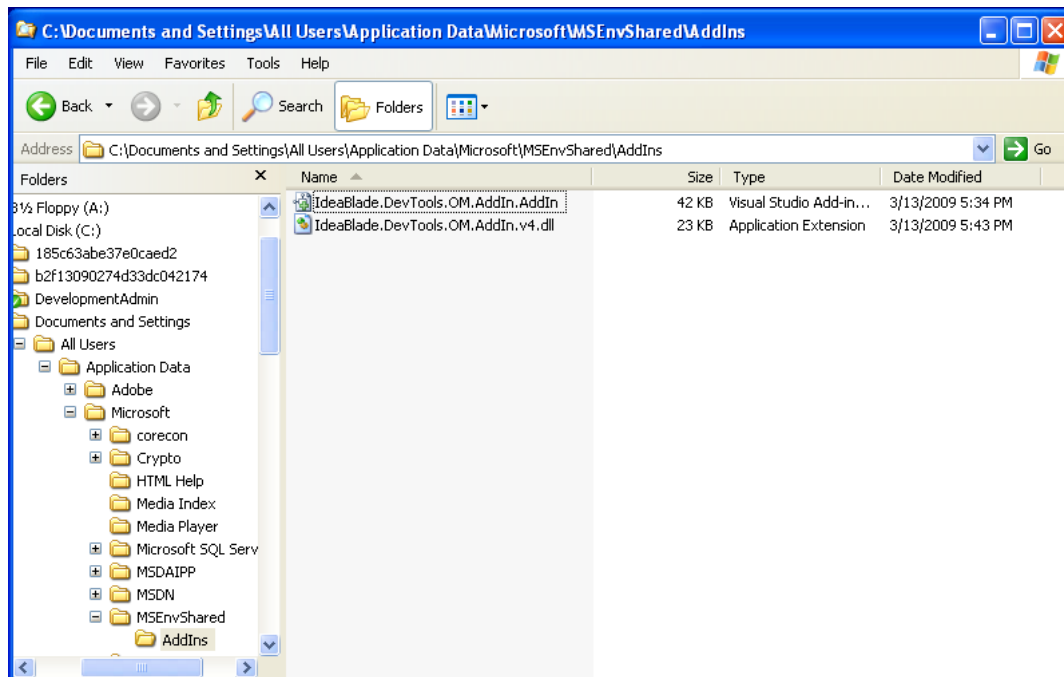 C:\Documents and Settings\All Users\Application Data\Microsoft\MSEnvShared\AddIns
File Edit View Favorites Tools Help
Back Search Folders
Address C:\Documents and Settings\All Users\Application Data\Microsoft\MSEnvShared\AddIns Go
Folders × Name Size Type Date Modified
3½ Floppy (A:)
IdeaBlade.DevTools.OM.AddIn.AddIn 42 KB Visual Studio Add-in... 3/13/2009 5:34 PM
IdeaBlade.DevTools.OM.AddIn.v4.dll 23 KB Application Extension 3/13/2009 5:43 PM
ocal Disk (C:)
185c63abe37e0caed2
b2f13090274d33dc042174
DevelopmentAdmin
Documents and Settings
All Users
Application Data
Adobe
Microsoft
corecon
Crypto
HTML Help
Media Index
Media Player
Microsoft SQL Serv
MSDAIPP
MSDN
MSEnvShared
AddIns